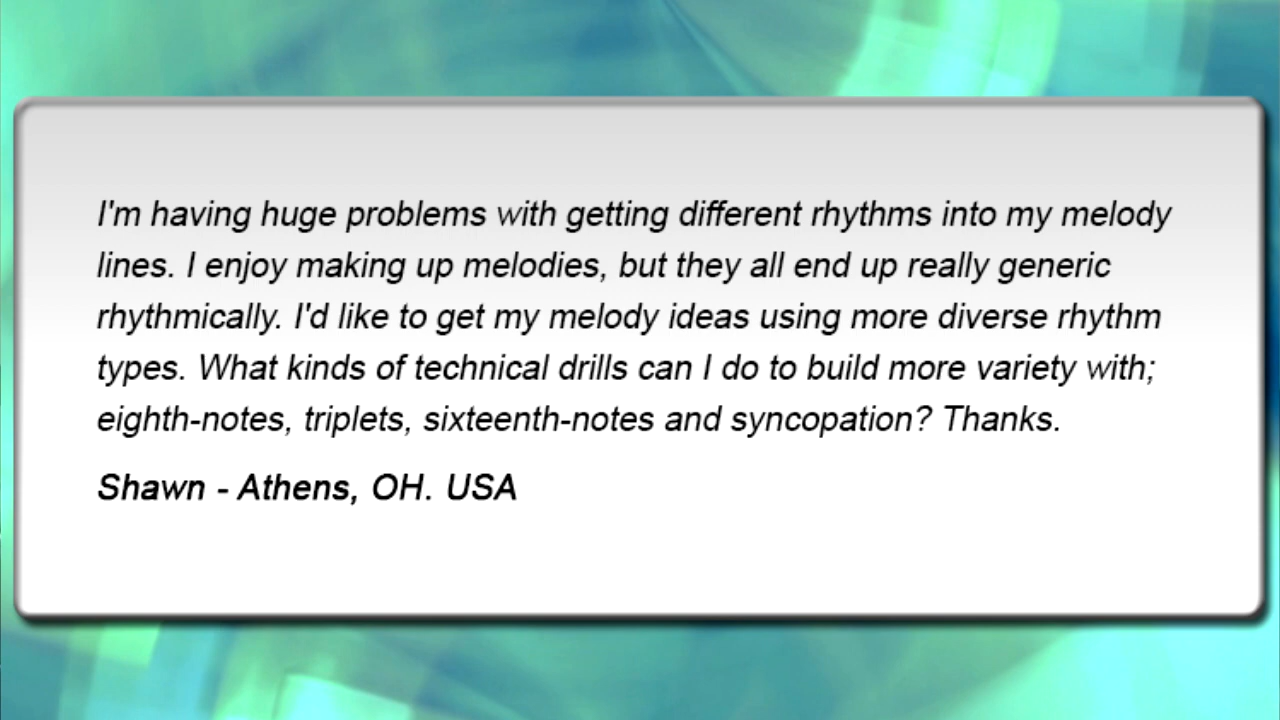 I'm having huge problems with getting different rhythms into my melody
lines. I enjoy making up melodies, but they all end up really generic
rhythmically. I'd like to get my melody ideas using more diverse rhythm
types. What kinds of technical drills can I do to build more variety with;
eighth-notes, triplets, sixteenth-notes and syncopation? Thanks.
Shawn - Athens, OH. USA